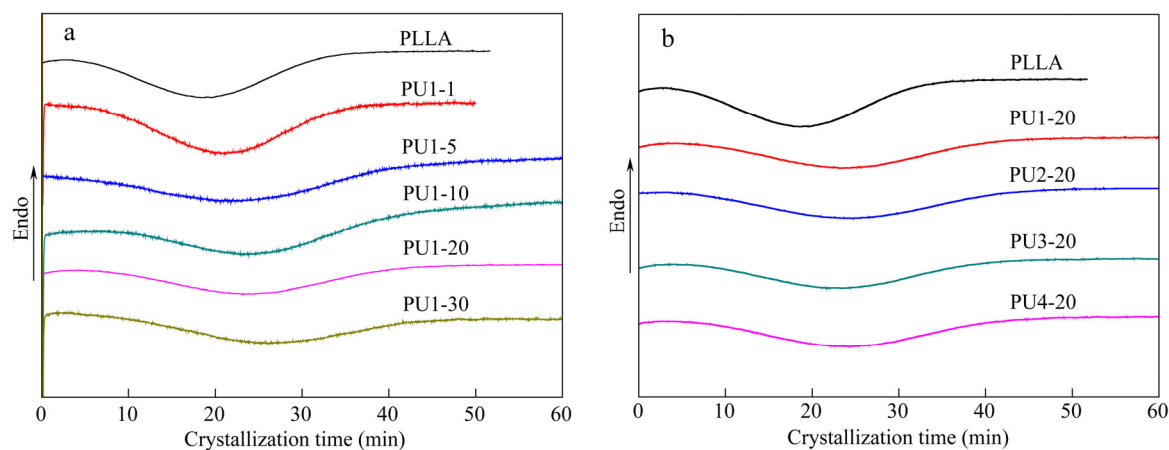 a
PLLA
PU1-1
PU1-5
PU1-10
PU1-20
PU1-30
Endo
0 10 20 30 40 50 60
Crystallization time (min)
b
PLLA
PU1-20
PU2-20
PU3-20
PU4-20
Endo
0 10 20 30 40 50 60
Crystallization time (min)